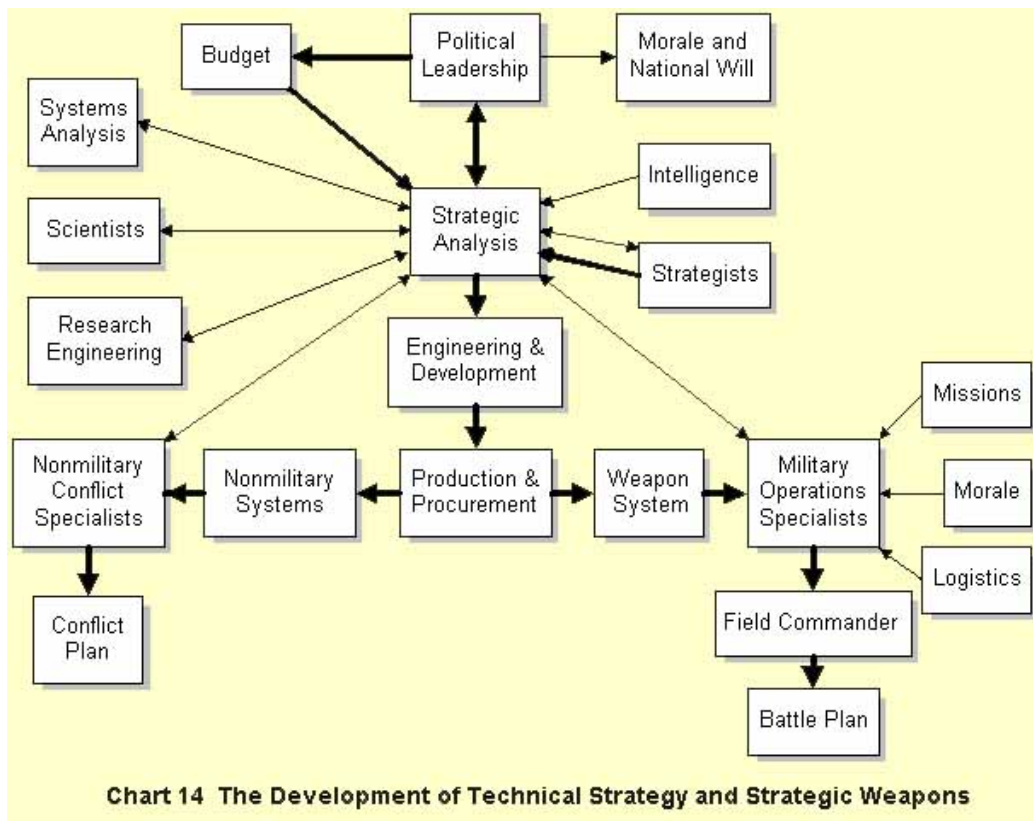 Budget
Political
Leadership
Morale and
National Will
Systems
Analysis
Intelligence
Scientists
Strategic
Analysis
Strategists
Research
Engineering
Engineering &
Development
Missions
Nonmilitary
Conflict
Specialists
Nonmilitary
Systems
Production &
Procurement
Weapon
System
Military
Operations
Specialists
Morale
Logistics
Conflict
Plan
Field Commander
Battle Plan
Chart 14 The Development of Technical Strategy and Strategic Weapons